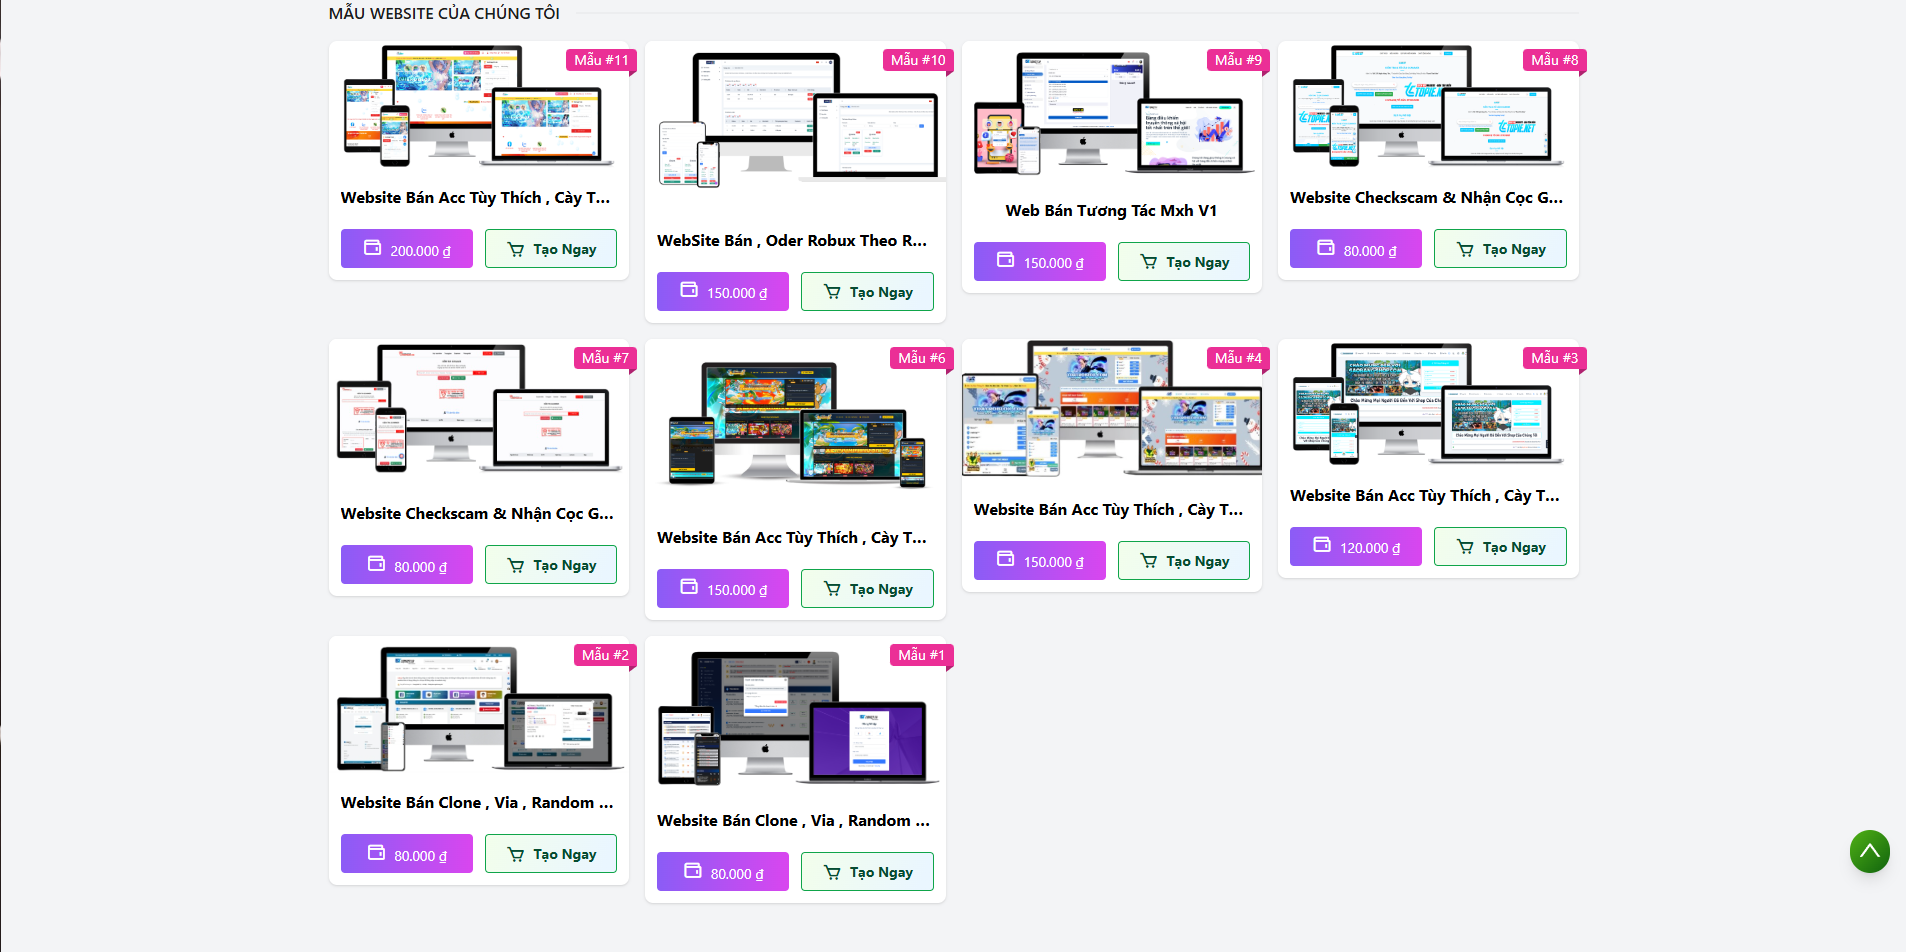 MẪU WEBSITE CỦA CHÚNG TÔI
Mẫu #11
Website Bán Acc Tùy Thích , Cày T...
200.000 ₫
Tạo Ngay
Mẫu #10
WebSite Bán , Oder Robux Theo R...
150.000 ₫
Tạo Ngay
Mẫu #9
Web Bán Tương Tác Mxh V1
150.000 ₫
Tạo Ngay
Mẫu #8
Website Checkscam & Nhận Cọc G...
80.000 ₫
Tạo Ngay
Mẫu #7
Website Checkscam & Nhận Cọc G...
80.000 ₫
Tạo Ngay
Mẫu #6
Website Bán Acc Tùy Thích , Cày T...
150.000 ₫
Tạo Ngay
Mẫu #4
Website Bán Acc Tùy Thích , Cày T...
150.000 ₫
Tạo Ngay
Mẫu #3
Website Bán Acc Tùy Thích , Cày T...
120.000 ₫
Tạo Ngay
Mẫu #2
Website Bán Clone , Via , Random ...
80.000 ₫
Tạo Ngay
Mẫu #1
Website Bán Clone , Via , Random ...
80.000 ₫
Tạo Ngay